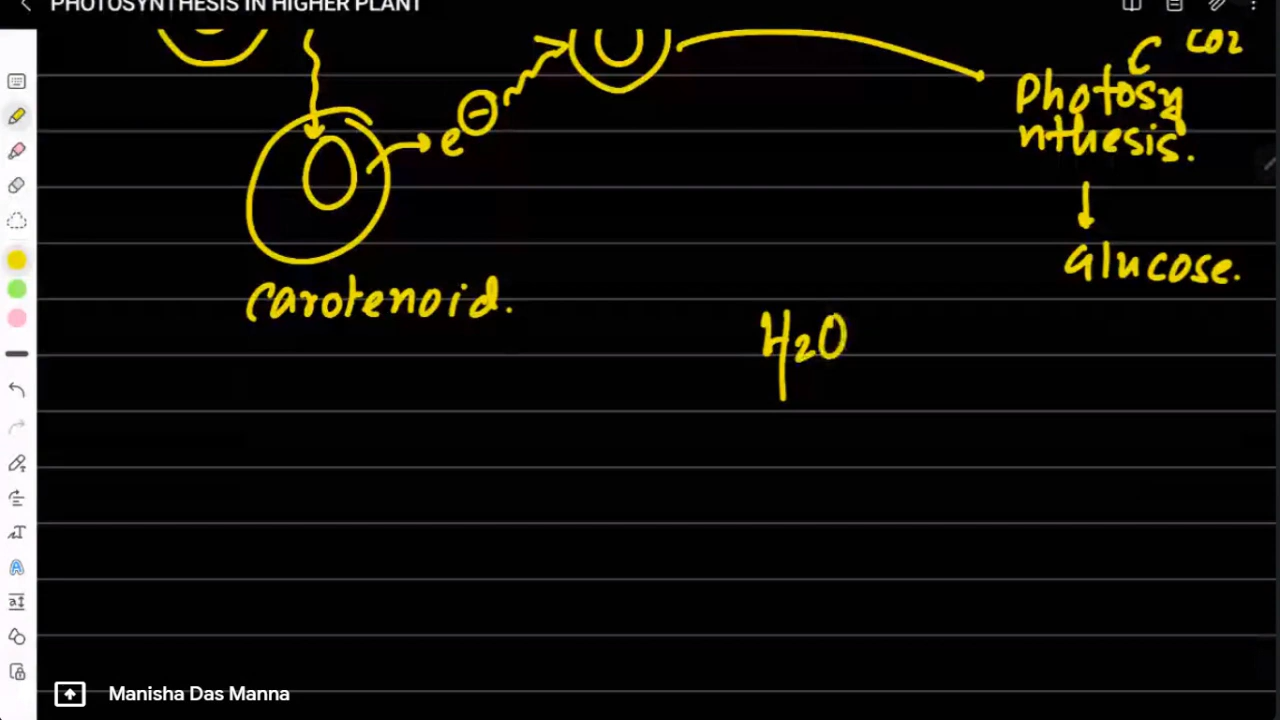 PHOTOSYNTHESIS IN HIGHER PLANT
CO2
Photosy
nthesis.
e⊖
Glucose.
Carotenoid.
H2O
Manisha Das Manna